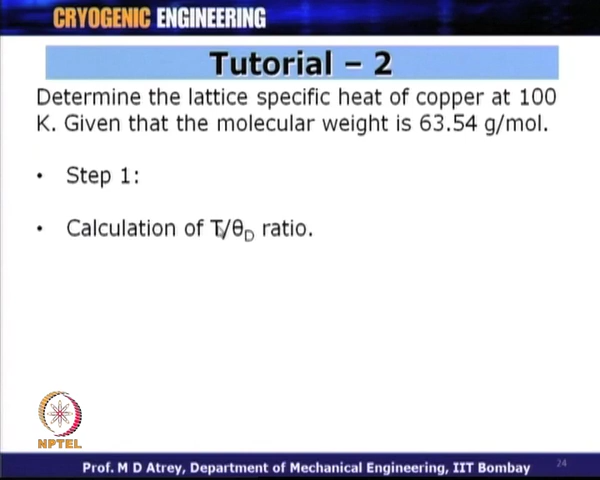 CRYOGENIC ENGINEERING
Tutorial – 2
Determine the lattice specific heat of copper at 100
K. Given that the molecular weight is 63.54 g/mol.
• Step 1:
• Calculation of T/θD ratio.
NPTEL
Prof. M D Atrey, Department of Mechanical Engineering, IIT Bombay
24